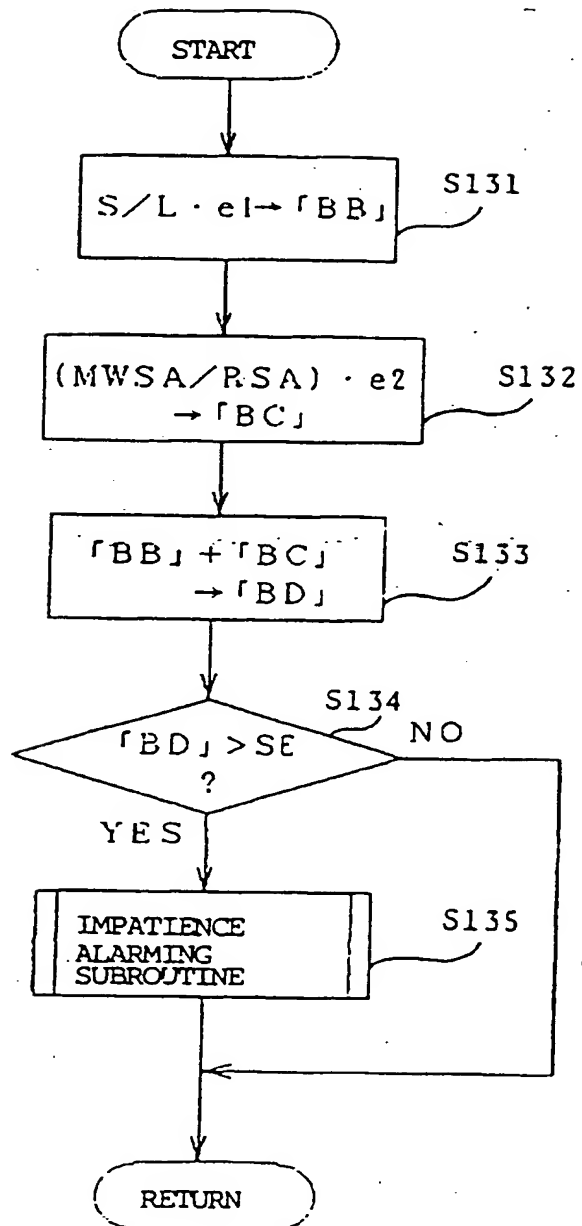 START
S/L · e1→「BB」
S131
(MWSA/RSA) · e2
→「BC」
S132
「BB」+「BC」
→「BD」
S133
S134
「BD」>SE
?
NO
YES
IMPATIENCE
ALARMING
SUBROUTINE
S135
RETURN